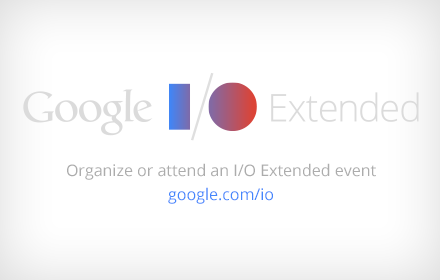 Google I/O Extended
Organize or attend an I/O Extended event
google.com/io